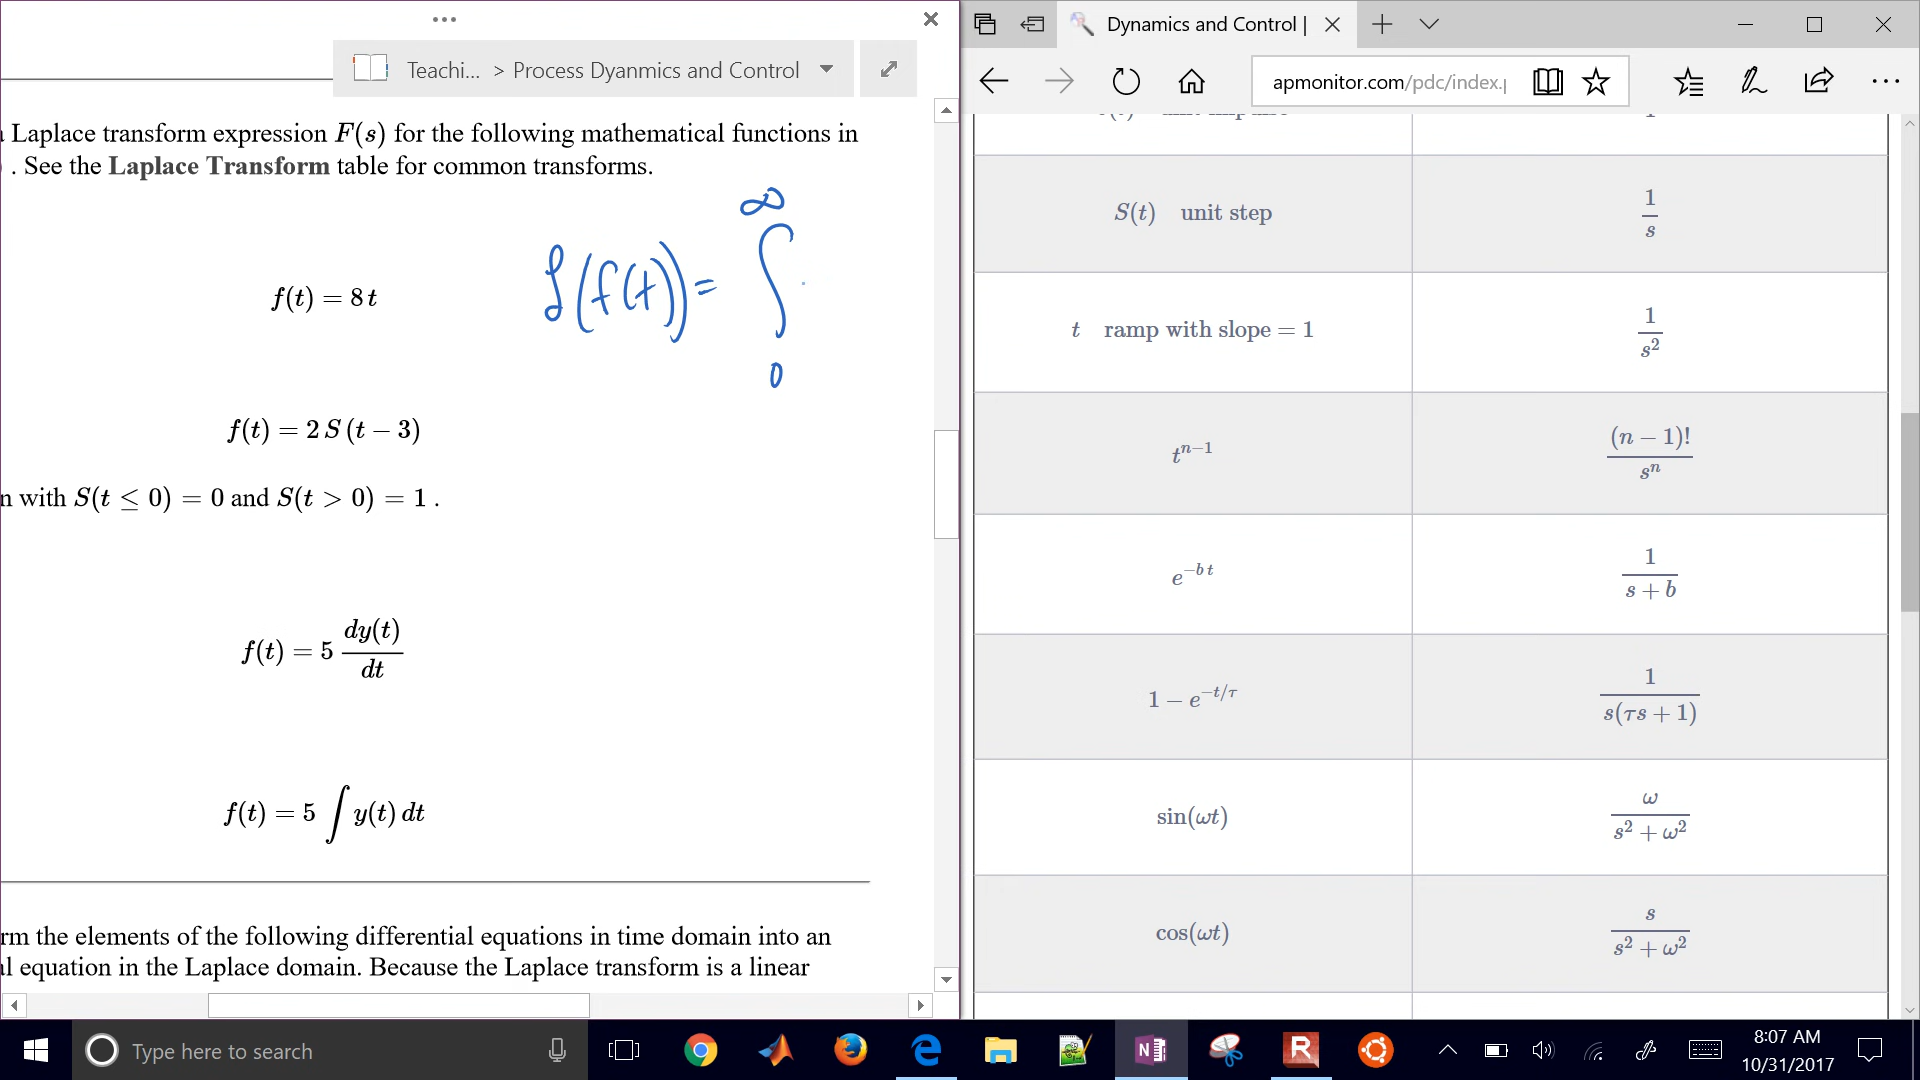 Teachi... > Process Dyanmics and Control
Laplace transform expression F(s) for the following mathematical functions in
. See the Laplace Transform table for common transforms.
f(t) = 8 t
ℒ(f(t)) = ∫
∞
0
f(t) = 2 S (t − 3)
with S(t ≤ 0) = 0 and S(t > 0) = 1 .
f(t) = 5 dy(t)/dt
f(t) = 5 ∫ y(t) dt
the elements of the following differential equations in time domain into an
equation in the Laplace domain. Because the Laplace transform is a linear
Dynamics and Control |
apmonitor.com/pdc/index.
S(t) unit step
1/s
t ramp with slope = 1
1/s²
tⁿ⁻¹
(n − 1)!/sⁿ
e^(−b t)
1/(s + b)
1 − e^(−t/τ)
1/(s(τs + 1))
sin(ωt)
ω/(s² + ω²)
cos(ωt)
s/(s² + ω²)
Type here to search
8:07 AM
10/31/2017